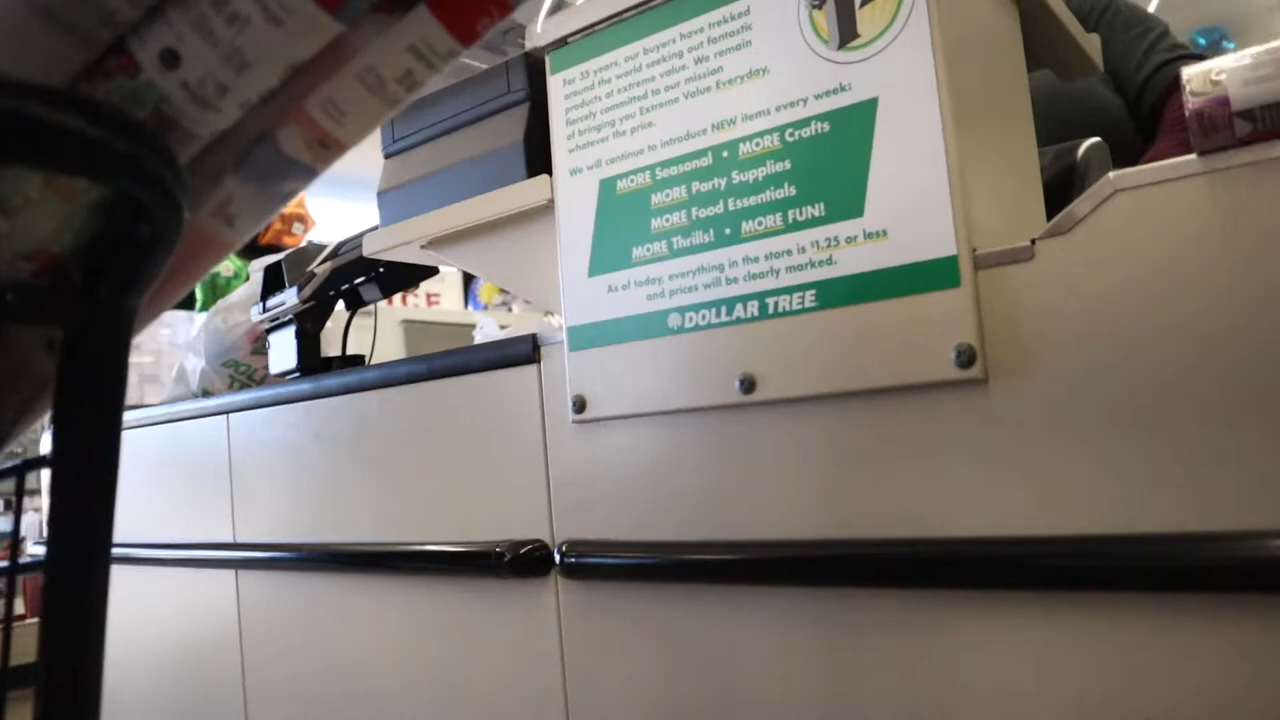 For 35 years, our buyers have trekked
around the world seeking out fantastic
products at extreme value. We remain
fiercely committed to our mission
of bringing you Extreme Value Everyday,
whatever the price.
We will continue to introduce NEW items every week:
MORE Seasonal • MORE Crafts
MORE Party Supplies
MORE Food Essentials
MORE Thrills! • MORE FUN!
As of today, everything in the store is $1.25 or less
and prices will be clearly marked.
DOLLAR TREE